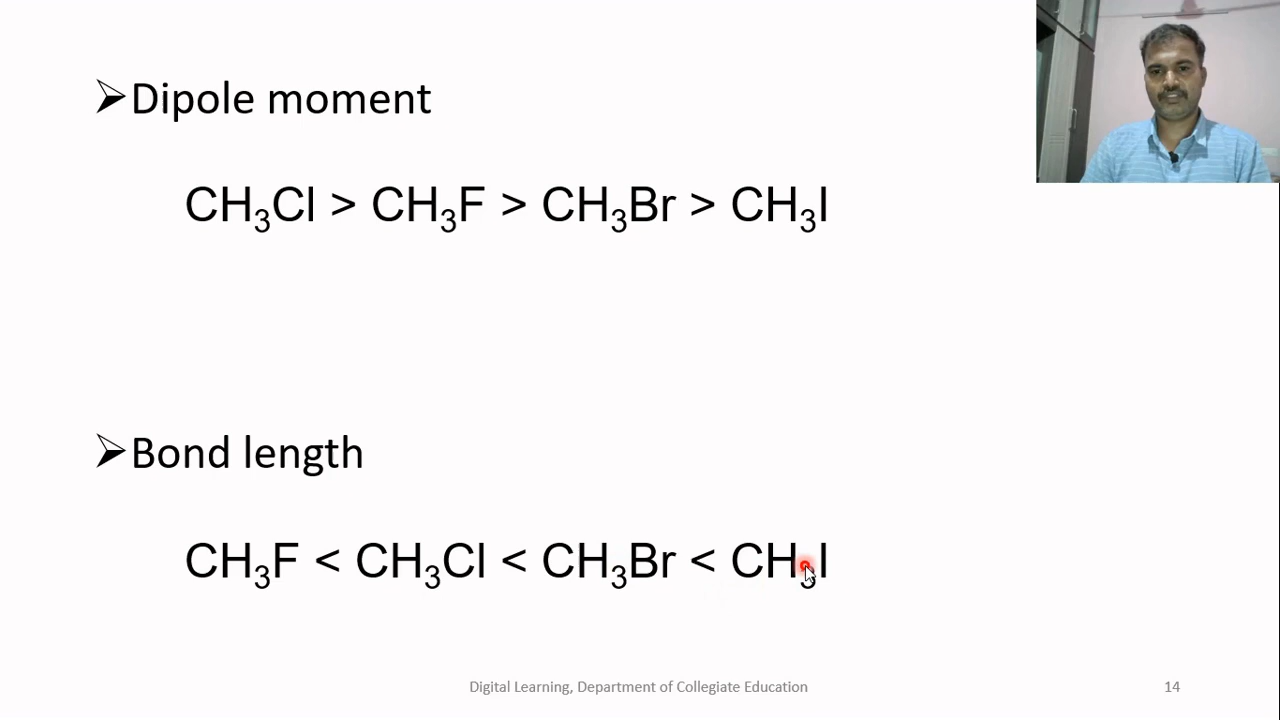 ➢Dipole moment
CH₃Cl > CH₃F > CH₃Br > CH₃I
➢Bond length
CH₃F < CH₃Cl < CH₃Br < CH₃I
Digital Learning, Department of Collegiate Education
14